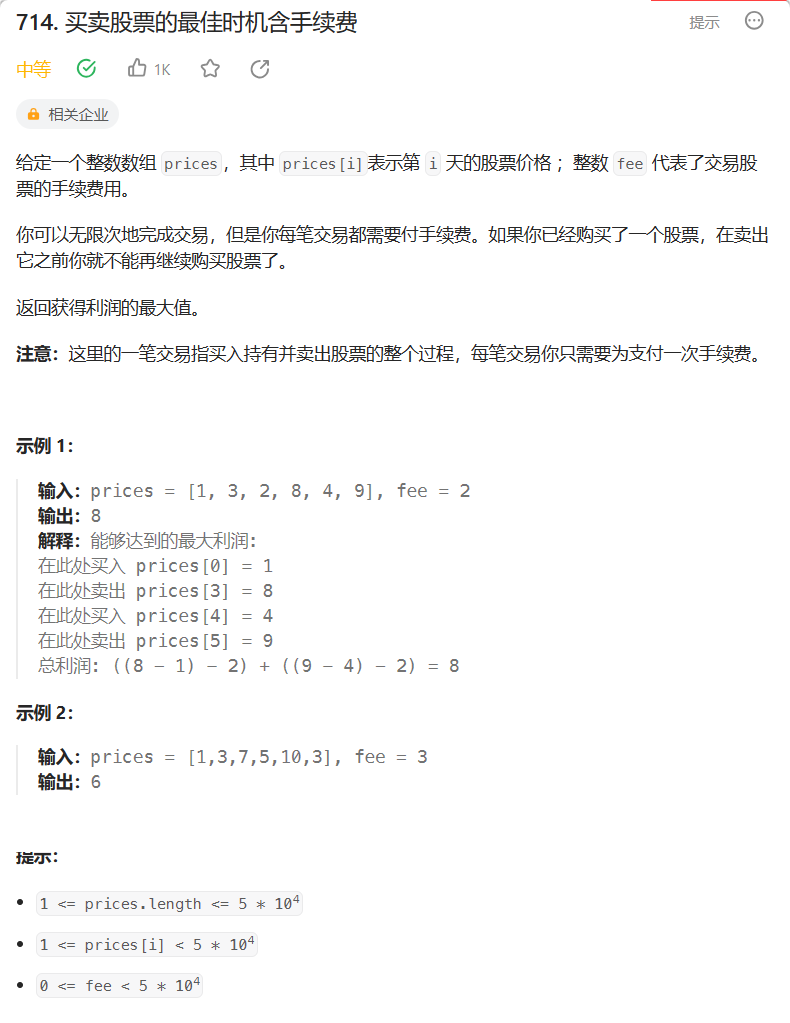 714. 买卖股票的最佳时机含手续费
提示
中等
1K
相关企业
给定一个整数数组 prices，其中 prices[i]表示第 i 天的股票价格 ；整数 fee 代表了交易股
票的手续费用。
你可以无限次地完成交易，但是你每笔交易都需要付手续费。如果你已经购买了一个股票，在卖出
它之前你就不能再继续购买股票了。
返回获得利润的最大值。
注意：这里的一笔交易指买入持有并卖出股票的整个过程，每笔交易你只需要为支付一次手续费。
示例 1：
输入：prices = [1, 3, 2, 8, 4, 9], fee = 2
输出：8
解释：能够达到的最大利润:
在此处买入 prices[0] = 1
在此处卖出 prices[3] = 8
在此处买入 prices[4] = 4
在此处卖出 prices[5] = 9
总利润: ((8 - 1) - 2) + ((9 - 4) - 2) = 8
示例 2：
输入：prices = [1,3,7,5,10,3], fee = 3
输出：6
提示：
1 <= prices.length <= 5 * 10⁴
1 <= prices[i] < 5 * 10⁴
0 <= fee < 5 * 10⁴